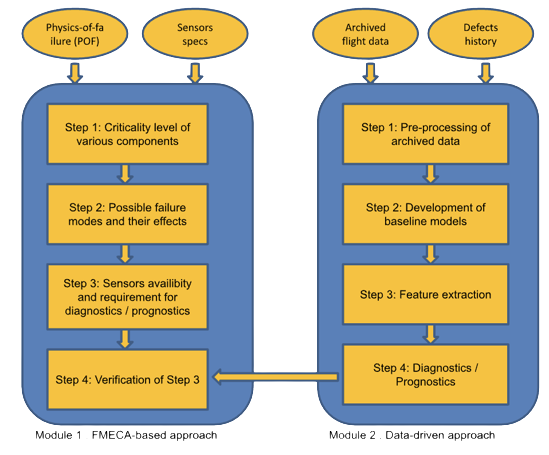 Physics-of-fa
ilure (POF)
Sensors
specs
Archived
flight data
Defects
history
Step 1: Criticality level of
various components
Step 2: Possible failure
modes and their effects
Step 3: Sensors availibity
and requirement for
diagnostics / prognostics
Step 4: Verification of Step 3
Module 1 FMECA-based approach
Step 1: Pre-processing of
archived data
Step 2: Development of
baseline models
Step 3: Feature extraction
Step 4: Diagnostics /
Prognostics
Module 2 . Data-driven approach